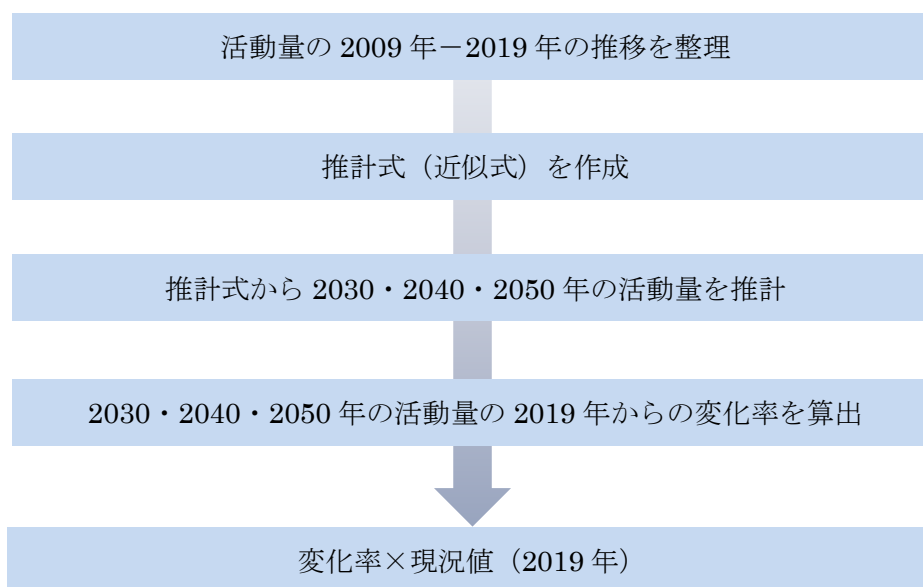 活動量の 2009 年－2019 年の推移を整理
推計式（近似式）を作成
推計式から 2030・2040・2050 年の活動量を推計
2030・2040・2050 年の活動量の 2019 年からの変化率を算出
変化率×現況値（2019 年）